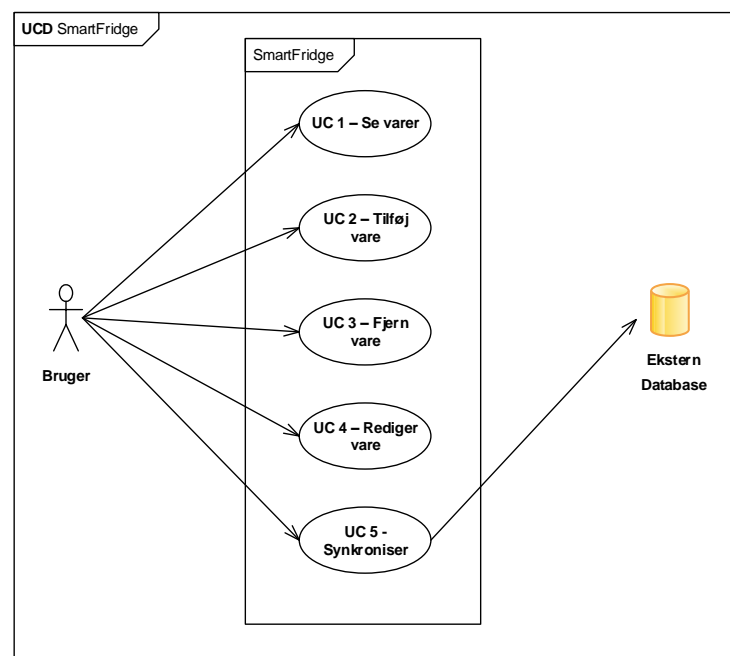 UCD SmartFridge
SmartFridge
UC 1 – Se varer
UC 2 – Tilføj
vare
UC 3 – Fjern
vare
Bruger
Ekstern
Database
UC 4 – Rediger
vare
UC 5 -
Synkroniser